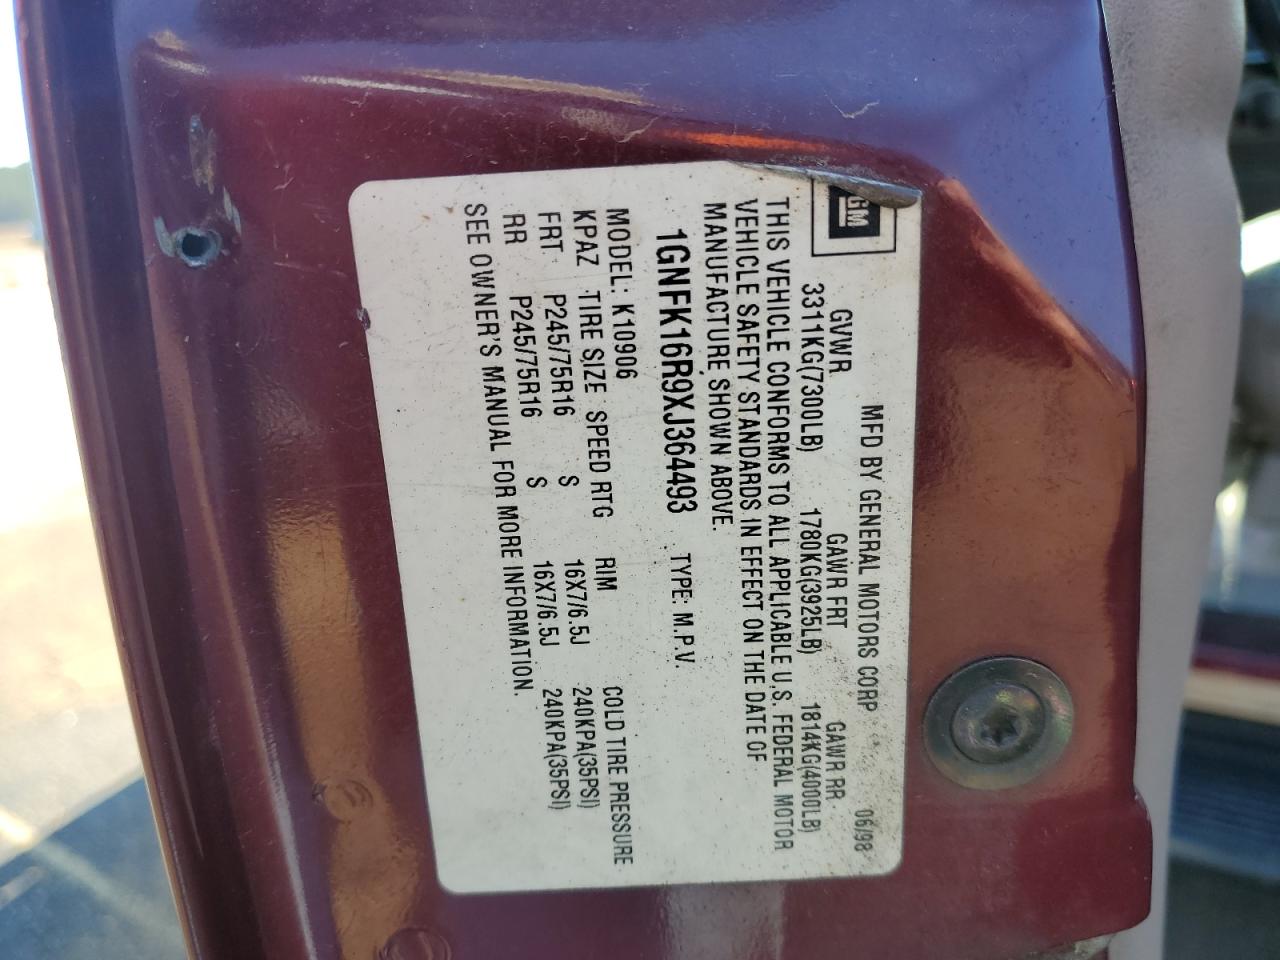 GM
MFD BY GENERAL MOTORS CORP 06/98
GVWR GAWR FRT GAWR RR
3311KG(7300LB) 1780KG(3925LB) 1814KG(4000LB)
THIS VEHICLE CONFORMS TO ALL APPLICABLE U.S. FEDERAL MOTOR
VEHICLE SAFETY STANDARDS IN EFFECT ON THE DATE OF
MANUFACTURE SHOWN ABOVE.
1GNFK16R9XJ364493 TYPE: M.P.V.
MODEL: K10906
KPAZ TIRE SIZE SPEED RTG RIM COLD TIRE PRESSURE
FRT P245/75R16 S 16X7/6.5J 240KPA(35PSI)
RR P245/75R16 S 16X7/6.5J 240KPA(35PSI)
SEE OWNER'S MANUAL FOR MORE INFORMATION.